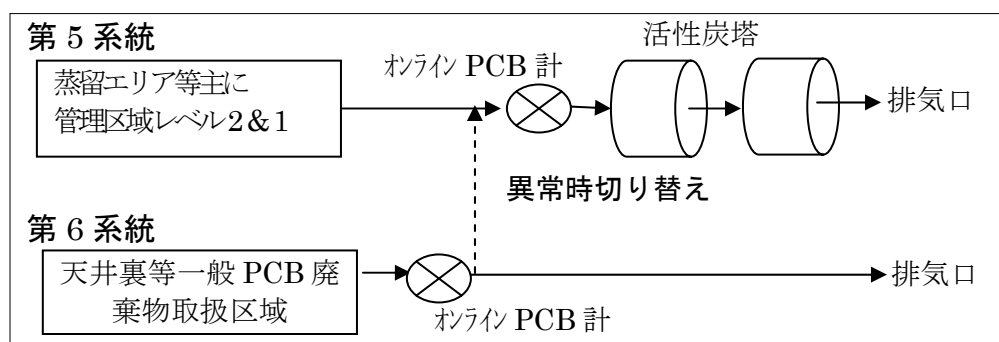 第5系統
活性炭塔
オンライン PCB 計
蒸留エリア等主に
管理区域レベル2&1
排気口
異常時切り替え
第6系統
天井裏等一般 PCB 廃
棄物取扱区域
排気口
オンライン PCB 計